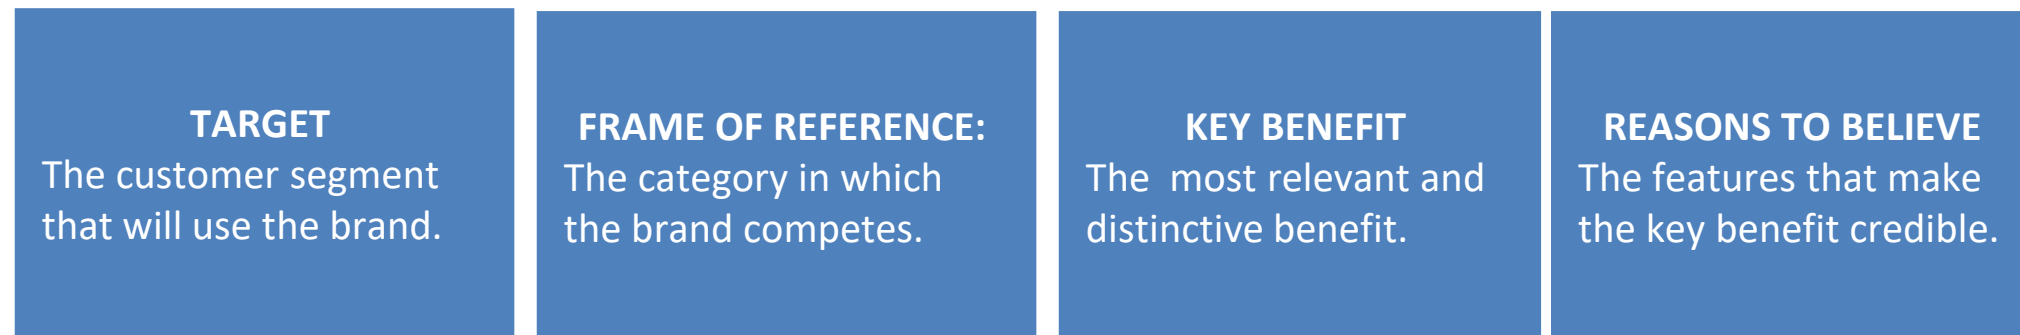 TARGET
The customer segment
that will use the brand.
FRAME OF REFERENCE:
The category in which
the brand competes.
KEY BENEFIT
The  most relevant and
distinctive benefit.
REASONS TO BELIEVE
The features that make
the key benefit credible.